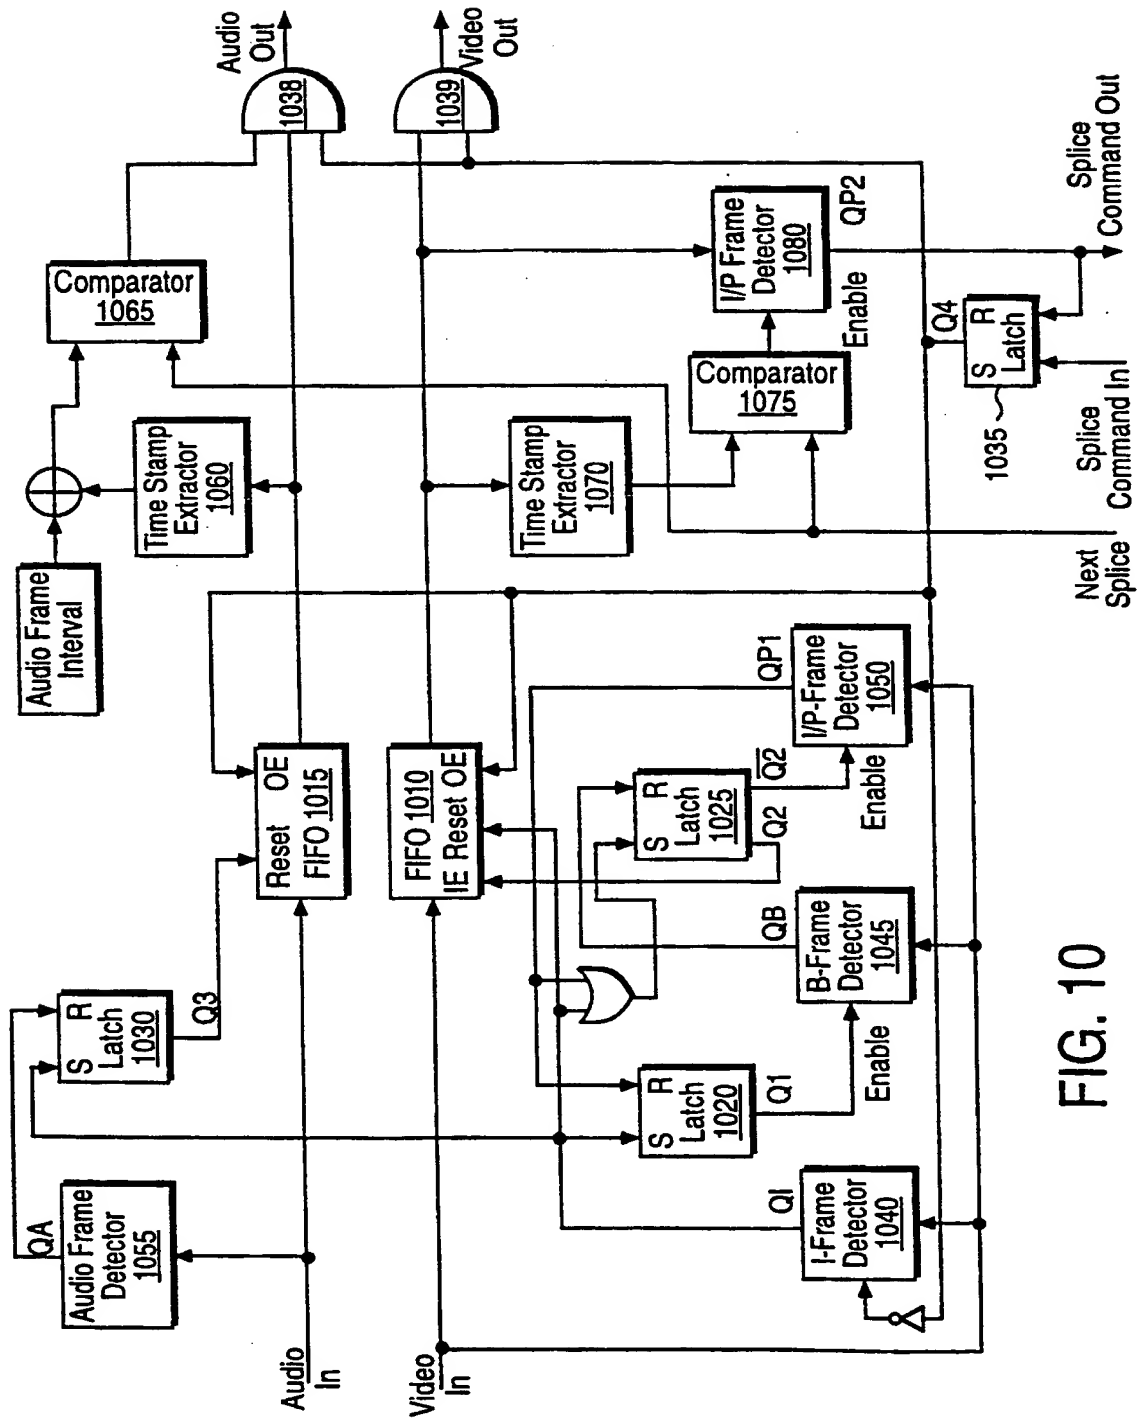 Audio Frame
Interval
Comparator
1065
Audio
Out
Time Stamp
Extractor
1060
1038
Audio Frame
Detector
1055
QA
S R
Latch
1030
Q3
Reset OE
FIFO 1015
Audio
In
Video
In
FIFO 1010
IE Reset OE
Time Stamp
Extractor
1070
1039
Video
Out
S R
Latch
1020
Q1
S R
Latch
1025
Q2
Q̅2̅
Comparator
1075
I/P Frame
Detector
1080
Enable
QP2
QI
I-Frame
Detector
1040
Enable
QB
B-Frame
Detector
1045
Enable
QP1
I/P-Frame
Detector
1050
Q4
S R
Latch
1035
Next
Splice
Splice
Command In
Splice
Command Out
FIG. 10